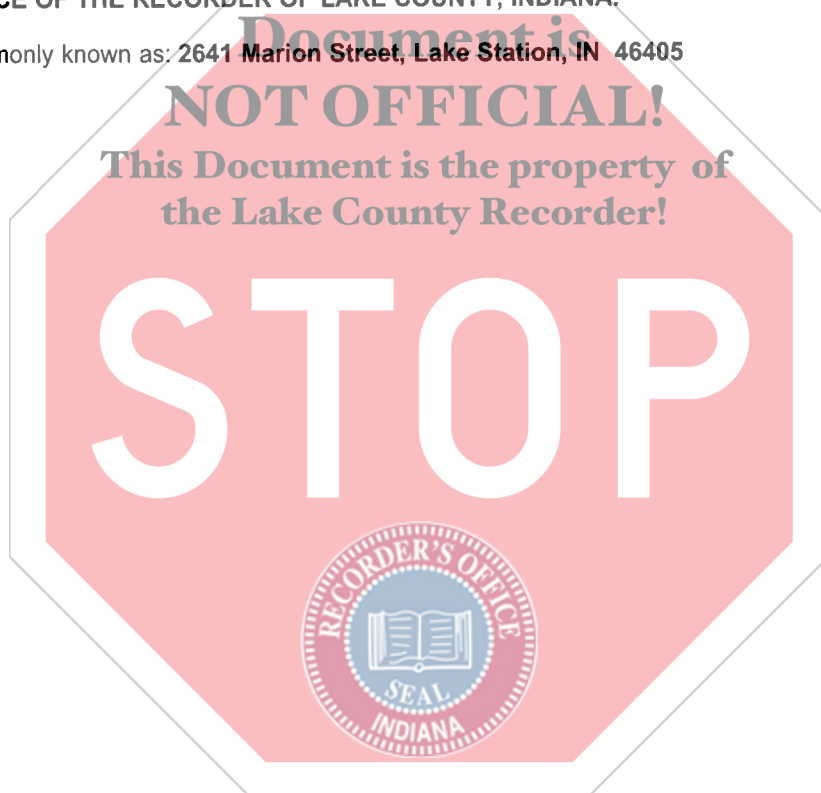 CE OF THE RECORDER OF LAKE COUNTY, INDIANA.
monly known as: 2641 Marion Street, Lake Station, IN 46405
Document is
NOT OFFICIAL!
This Document is the property of
the Lake County Recorder!
STOP
RECORDER'S OFFICE
SEAL
INDIANA